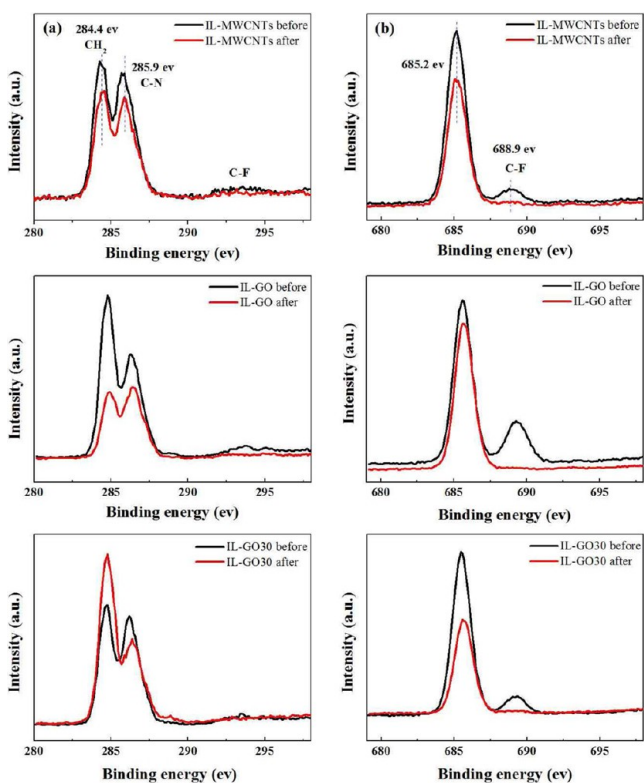 (a)
284.4 ev
CH2
285.9 ev
C-N
C-F
IL-MWCNTs before
IL-MWCNTs after
Intensity (a.u.)
280 285 290 295
Binding energy (ev)
(b)
685.2 ev
688.9 ev
C-F
IL-MWCNTs before
IL-MWCNTs after
Intensity (a.u.)
680 685 690 695
Binding energy (ev)
IL-GO before
IL-GO after
Intensity (a.u.)
280 285 290 295
Binding energy (ev)
IL-GO before
IL-GO after
Intensity (a.u.)
680 685 690 695
Binding energy (ev)
IL-GO30 before
IL-GO30 after
Intensity (a.u.)
280 285 290 295
Binding energy (ev)
IL-GO30 before
IL-GO30 after
Intensity (a.u.)
680 685 690 695
Binding energy (ev)